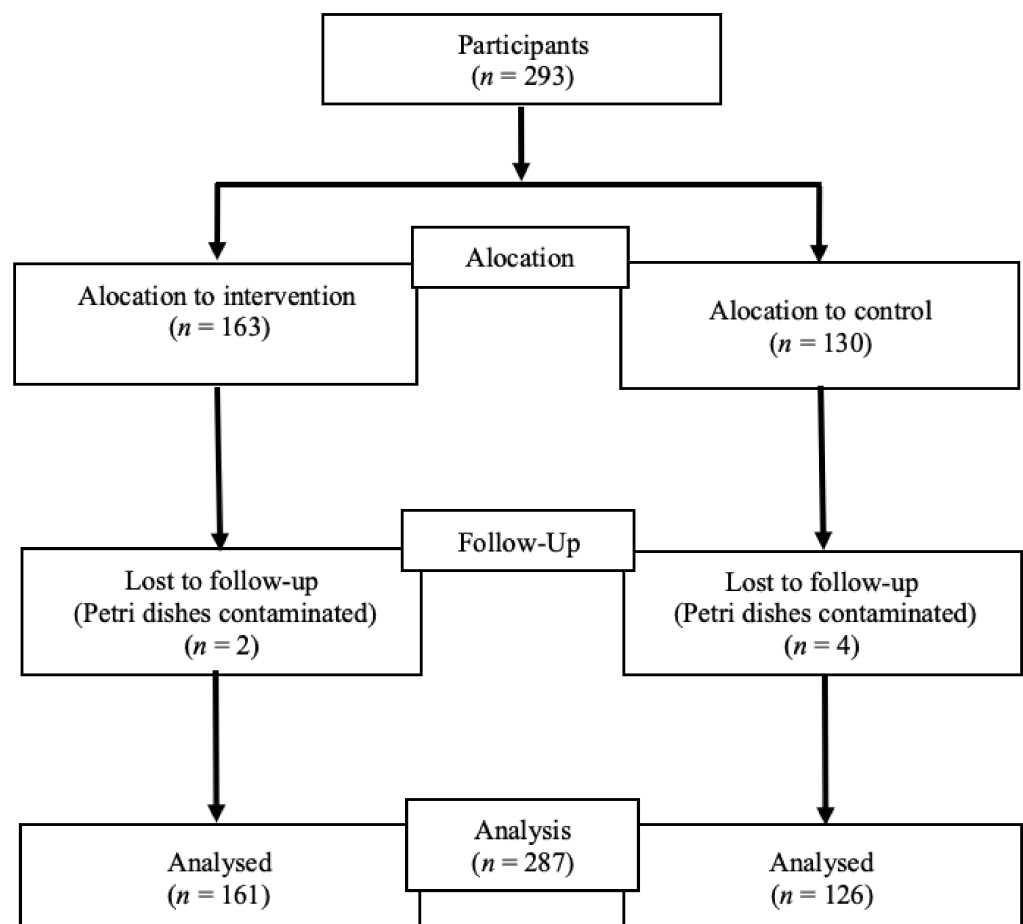 Participants
(n = 293)
Alocation
Alocation to intervention
(n = 163)
Alocation to control
(n = 130)
Follow-Up
Lost to follow-up
(Petri dishes contaminated)
(n = 2)
Lost to follow-up
(Petri dishes contaminated)
(n = 4)
Analysis
(n = 287)
Analysed
(n = 161)
Analysed
(n = 126)